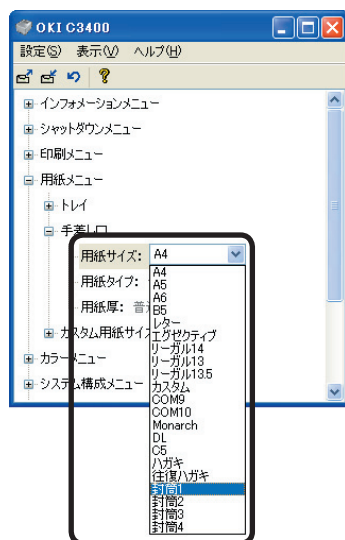 OKI C3400
設定(S) 表示(V) ヘルプ(H)
インフォメーションメニュー
シャットダウンメニュー
印刷メニュー
用紙メニュー
トレイ
手差し口
用紙サイズ: A4
用紙タイプ:
用紙厚: 普
カスタム用紙サイ
カラーメニュー
システム構成メニュー
A4
A5
A6
B5
レター
エグゼクティブ
リーガル14
リーガル13
リーガル13.5
カスタム
COM9
COM10
Monarch
DL
C5
ハガキ
往復ハガキ
封筒1
封筒2
封筒3
封筒4